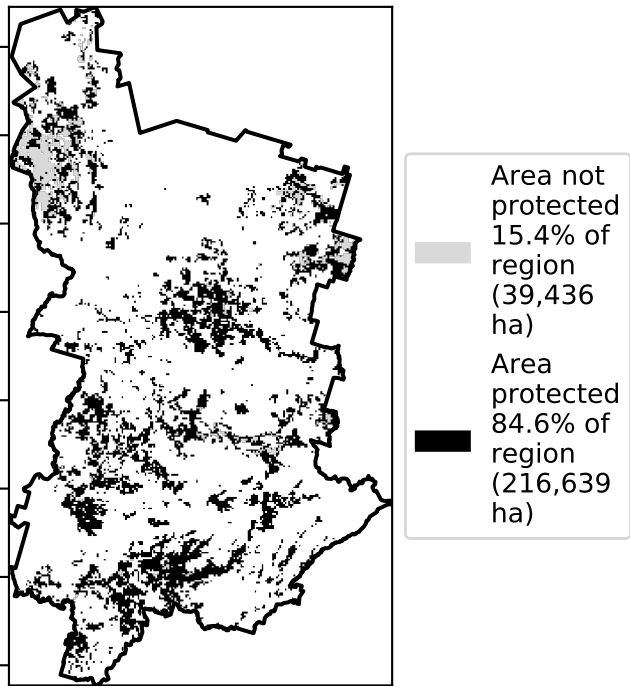 Area not
protected
15.4% of
region
(39,436
ha)
Area
protected
84.6% of
region
(216,639
ha)